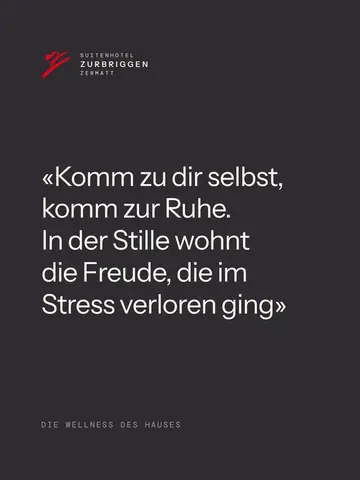 SUITENHOTEL
ZURBRIGGEN
ZERMATT
«Komm zu dir selbst,
komm zur Ruhe.
In der Stille wohnt
die Freude, die im
Stress verloren ging»
DIE WELLNESS DES HAUSES